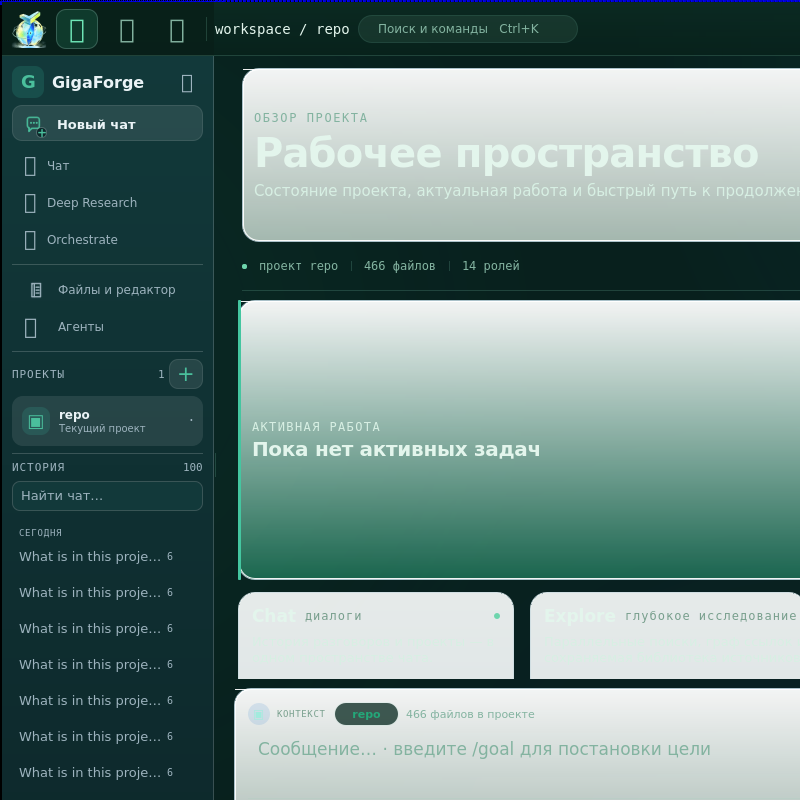 workspace / repo
Поиск и команды Ctrl+K
G GigaForge
Новый чат
Чат
Deep Research
Orchestrate
Файлы и редактор
Агенты
ПРОЕКТЫ 1 +
repo
Текущий проект
ИСТОРИЯ 100
Найти чат…
СЕГОДНЯ
What is in this proje… 6
What is in this proje… 6
What is in this proje… 6
What is in this proje… 6
What is in this proje… 6
What is in this proje… 6
What is in this proje… 6
ОБЗОР ПРОЕКТА
Рабочее пространство
Состояние проекта, актуальная работа и быстрый путь к
проект repo | 466 файлов | 14 ролей
АКТИВНАЯ РАБОТА
Пока нет активных задач
Chat диалоги
Explore глубокое исследование
КОНТЕКСТ repo 466 файлов в проекте
Сообщение… · введите /goal для постановки цели